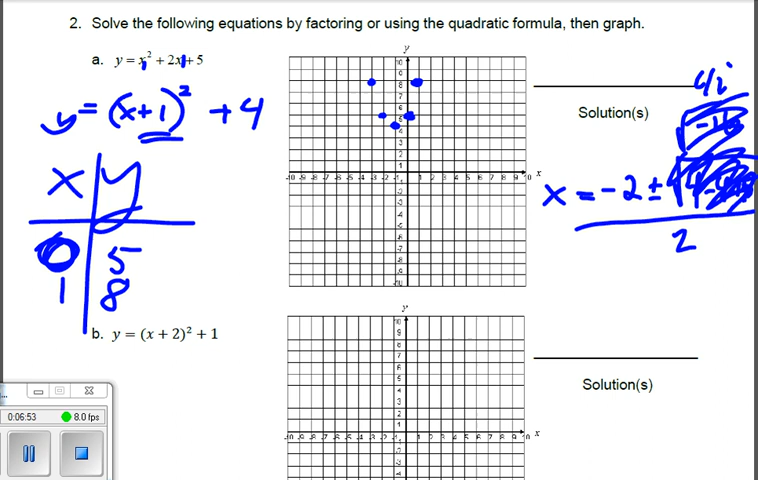 2. Solve the following equations by factoring or using the quadratic formula, then graph.
a. y = x² + 2x + 5
y = (x+1)² + 4
x y
0 5
1 8
Solution(s)
4i
√-16
x = -2 ±
2
b. y = (x + 2)² + 1
Solution(s)
0:06:53
8.0 fps